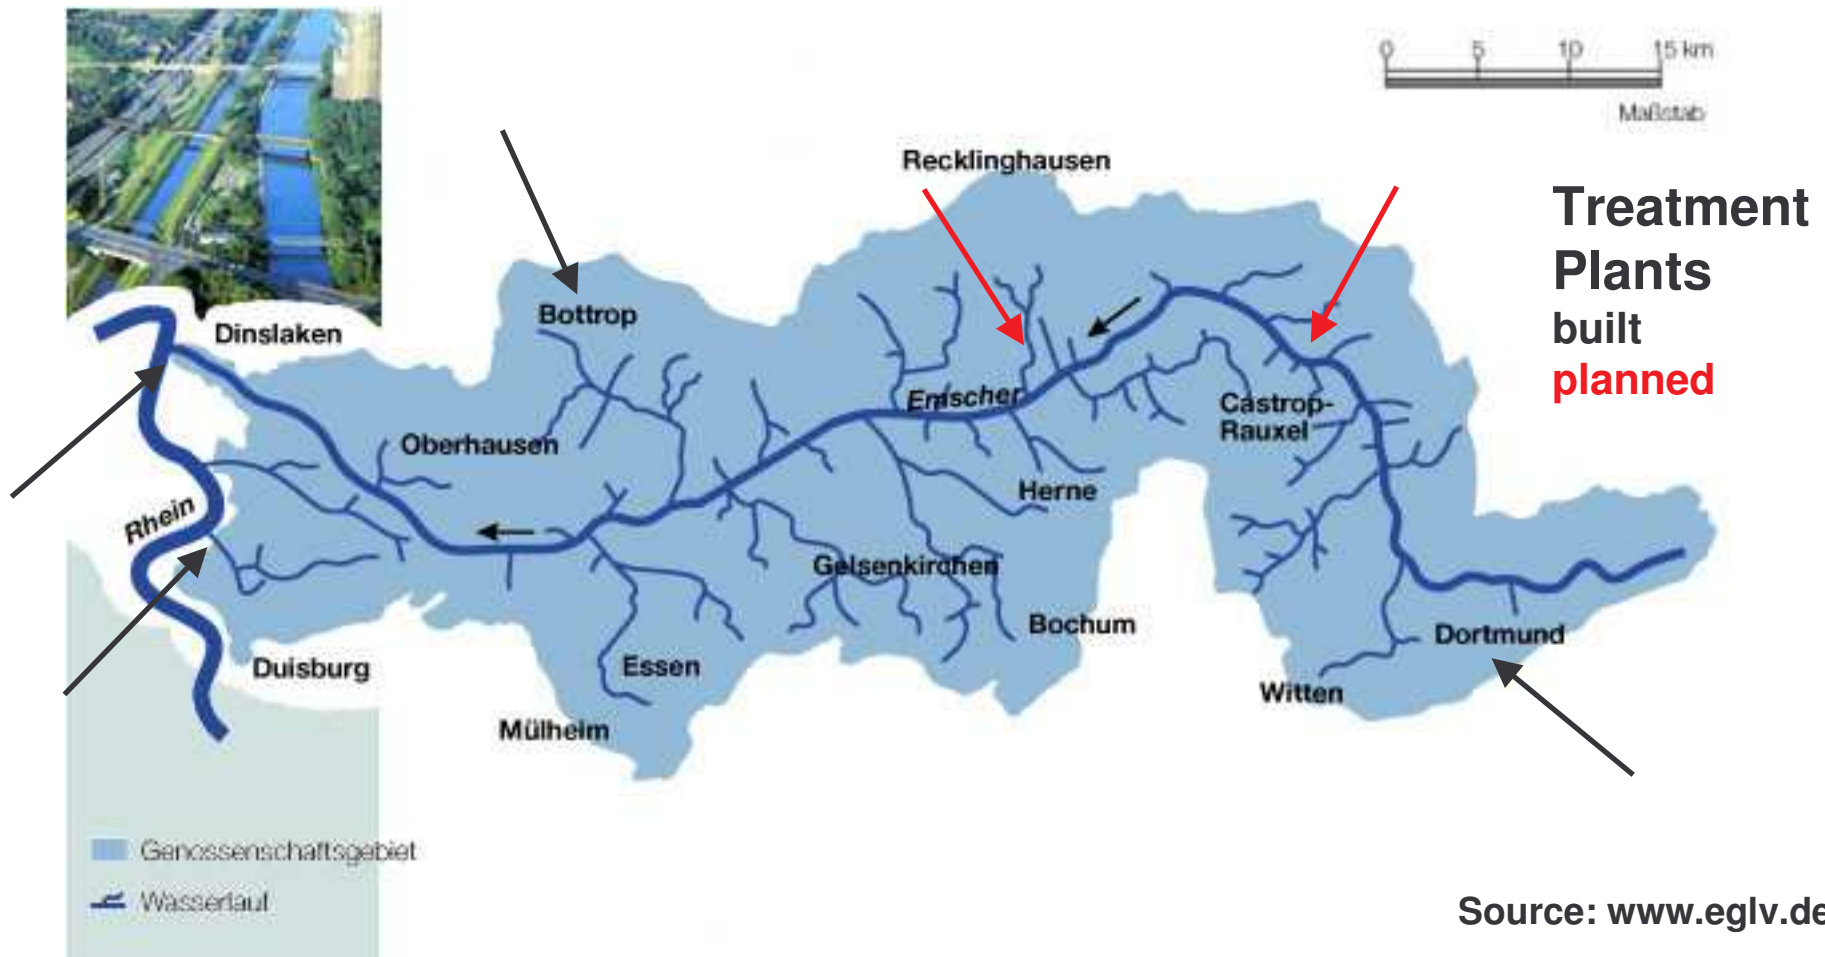 0 5 10 15 km
Maßstab
Recklinghausen
Treatment
Plants
built
planned
Dinslaken
Bottrop
Emscher
Castrop-
Rauxel
Oberhausen
Herne
Rhein
Gelsenkirchen
Bochum
Dortmund
Duisburg
Essen
Witten
Mülheim
Genossenschaftsgebiet
Wasserlauf
Source: www.eglv.de